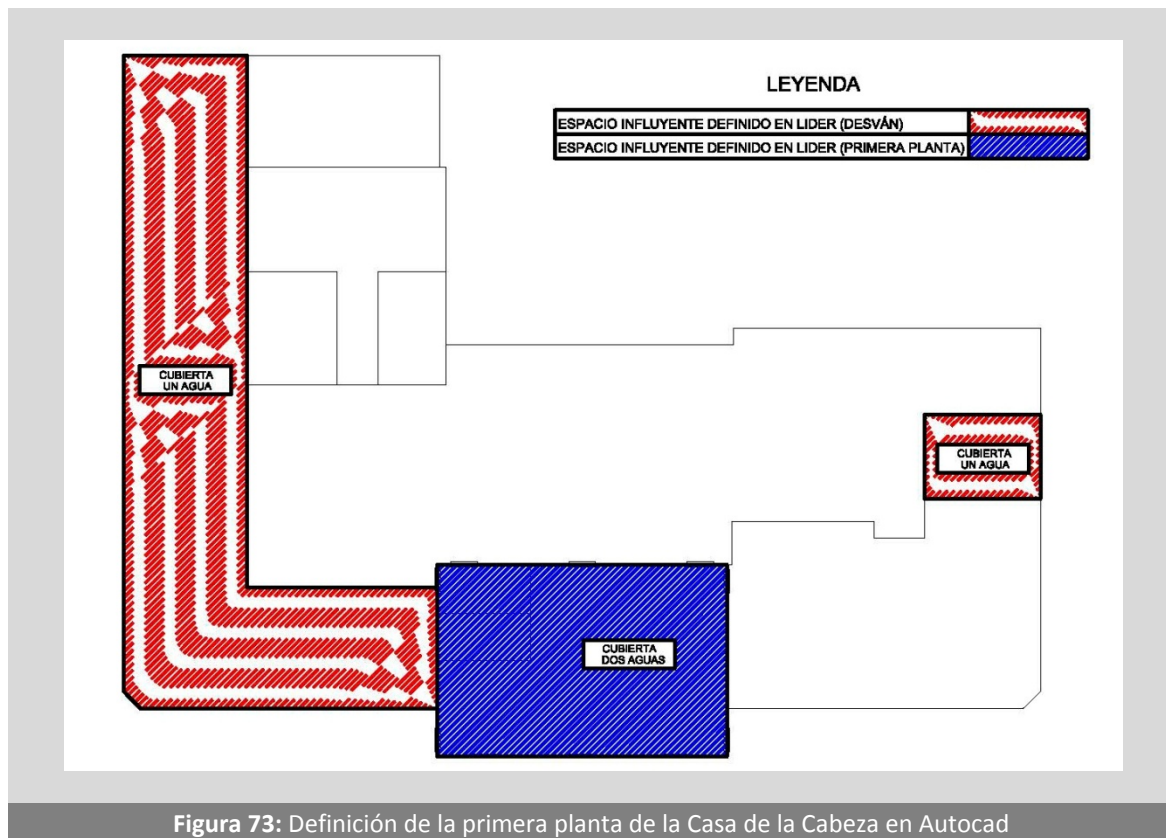 LEYENDA
ESPACIO INFLUYENTE DEFINIDO EN LIDER (DESVÁN)
ESPACIO INFLUYENTE DEFINIDO EN LIDER (PRIMERA PLANTA)
CUBIERTA
UN AGUA
CUBIERTA
UN AGUA
CUBIERTA
DOS AGUAS
Figura 73: Definición de la primera planta de la Casa de la Cabeza en Autocad